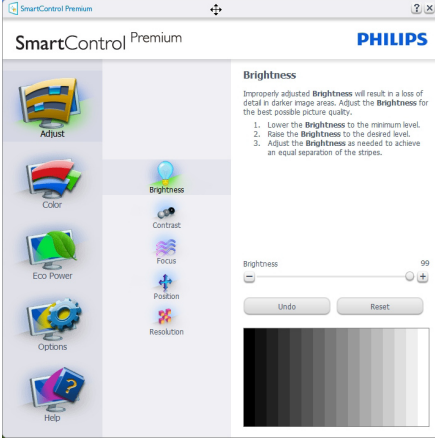 SmartControl Premium
SmartControl Premium
PHILIPS
Adjust
Color
Eco Power
Options
Help
Brightness
Contrast
Focus
Position
Resolution
Brightness
Improperly adjusted Brightness will result in a loss of
detail in darker image areas. Adjust the Brightness for
the best possible picture quality.
1. Lower the Brightness to the minimum level.
2. Raise the Brightness to the desired level.
3. Adjust the Brightness as needed to achieve
an equal separation of the stripes.
Brightness 99
Undo Reset